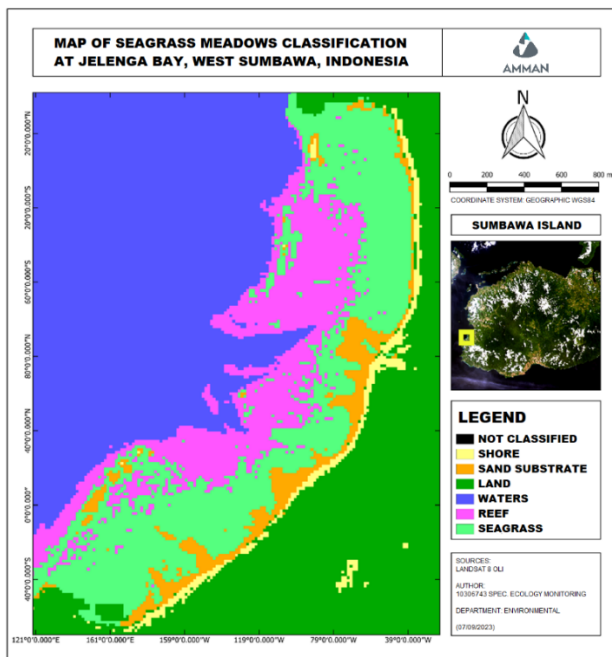 MAP OF SEAGRASS MEADOWS CLASSIFICATION
AT JELENGA BAY, WEST SUMBAWA, INDONESIA
AMMAN
N
0 200 400 600 800 m
COORDINATE SYSTEM: GEOGRAPHIC WGS84
SUMBAWA ISLAND
20°0'0.000"N
20°0'0.000"S
60°0'0.000"S
80°0'0.000"N
40°0'0.000"N
0°0'0.000"
40°0'0.000"S
121°0'0.000"E
161°0'0.000"E
159°0'0.000"W
119°0'0.000"W
79°0'0.000"W
39°0'0.000"W
LEGEND
NOT CLASSIFIED
SHORE
SAND SUBSTRATE
LAND
WATERS
REEF
SEAGRASS
SOURCES:
LANDSAT 8 OLI
AUTHOR:
10306743 SPEC. ECOLOGY MONITORING
DEPARTMENT: ENVIRONMENTAL
(07/09/2023)